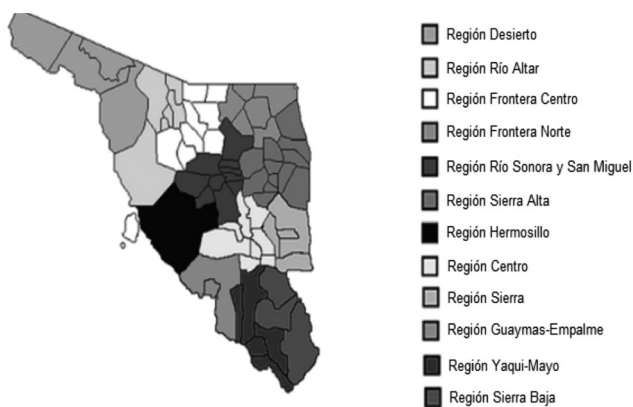 Región Desierto
Región Río Altar
Región Frontera Centro
Región Frontera Norte
Región Río Sonora y San Miguel
Región Sierra Alta
Región Hermosillo
Región Centro
Región Sierra
Región Guaymas-Empalme
Región Yaqui-Mayo
Región Sierra Baja